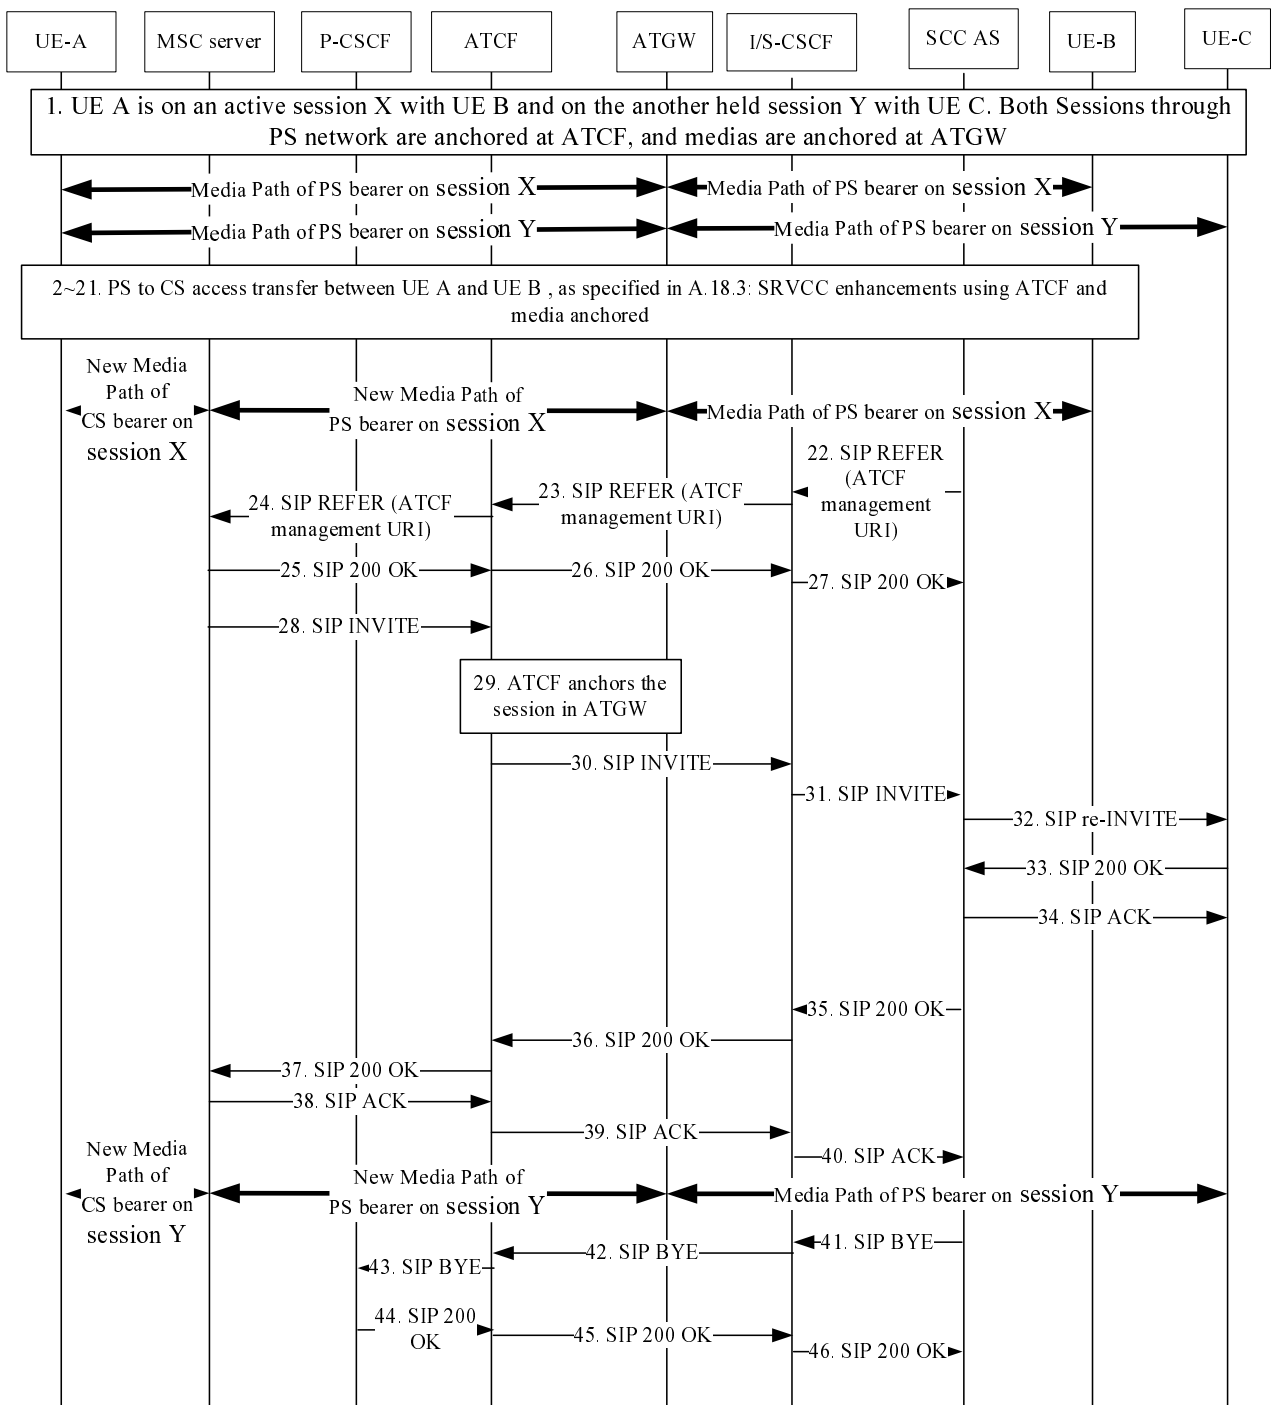 UE-A
MSC server
P-CSCF
ATCF
ATGW
I/S-CSCF
SCC AS
UE-B
UE-C
1. UE A is on an active session X with UE B and on the another held session Y with UE C. Both Sessions through
PS network are anchored at ATCF, and medias are anchored at ATGW
Media Path of PS bearer on session X
Media Path of PS bearer on session X
Media Path of PS bearer on session Y
Media Path of PS bearer on session Y
2~21. PS to CS access transfer between UE A and UE B , as specified in A.18.3: SRVCC enhancements using ATCF and
media anchored
New Media
Path of
CS bearer on
session X
New Media Path of
PS bearer on session X
Media Path of PS bearer on session X
22. SIP REFER
(ATCF
management
URI)
23. SIP REFER (ATCF
management URI)
24. SIP REFER (ATCF
management URI)
25. SIP 200 OK
26. SIP 200 OK
27. SIP 200 OK
28. SIP INVITE
29. ATCF anchors the
session in ATGW
30. SIP INVITE
31. SIP INVITE
32. SIP re-INVITE
33. SIP 200 OK
34. SIP ACK
35. SIP 200 OK
36. SIP 200 OK
37. SIP 200 OK
38. SIP ACK
39. SIP ACK
40. SIP ACK
New Media
Path of
CS bearer on
session Y
New Media Path of
PS bearer on session Y
Media Path of PS bearer on session Y
41. SIP BYE
42. SIP BYE
43. SIP BYE
44. SIP 200
OK
45. SIP 200 OK
46. SIP 200 OK